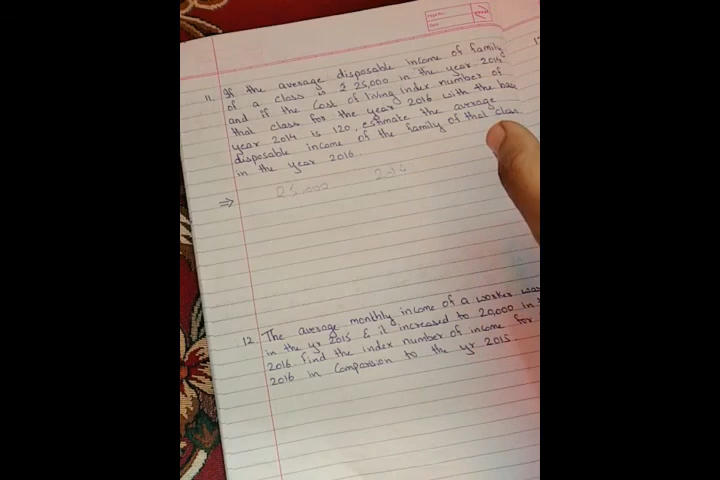 11. If the average disposable income of family
of a class is ₹ 25,000 in the year 2014
and if the Cost of living index number of
that class for the year 2016 with the base
year 2014 is 120, estimate the average
disposable income of the family of that class
in the year 2016.
⇒ 25,000
12. The average monthly income of a worker was
in the yr 2015 & it increased to 20,000 in
2016. Find the index number of income for
2016 in Comparsion to the yr 2015.